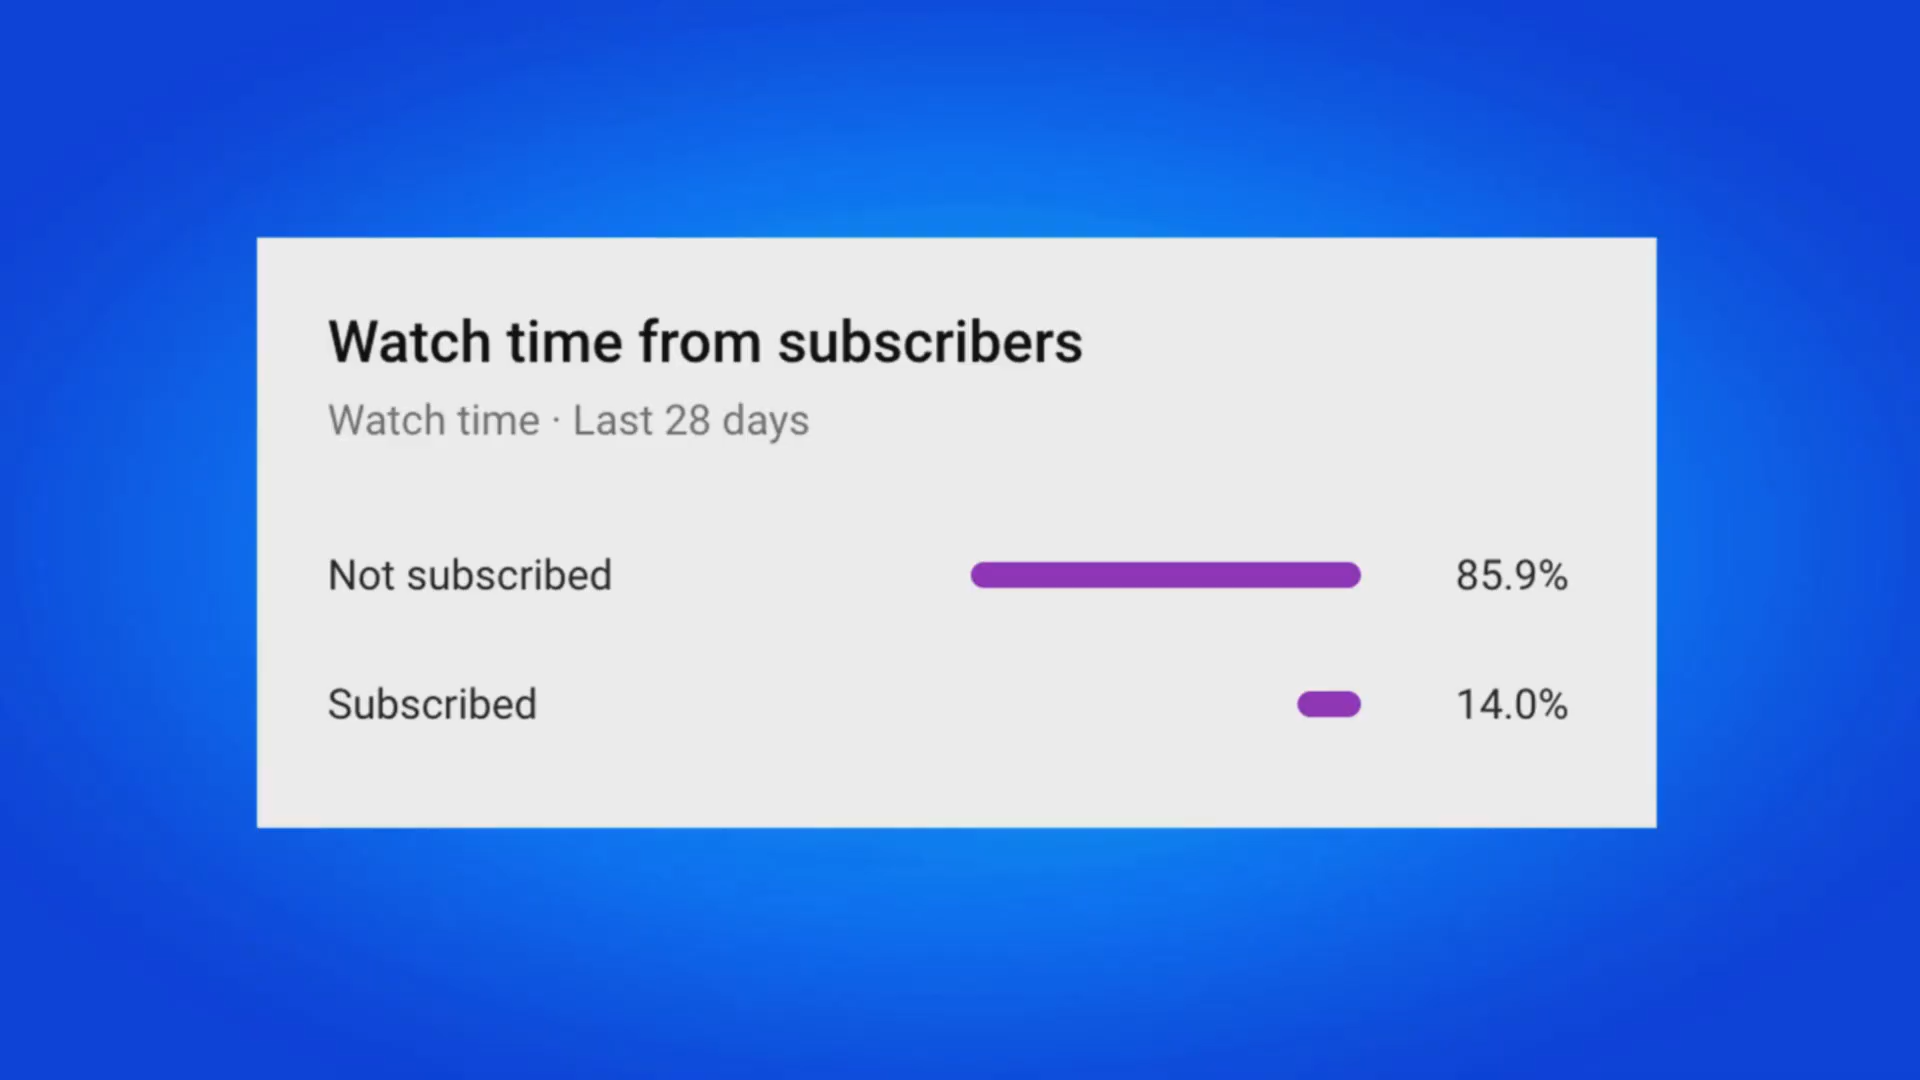 Watch time from subscribers
Watch time · Last 28 days
Not subscribed 85.9%
Subscribed 14.0%